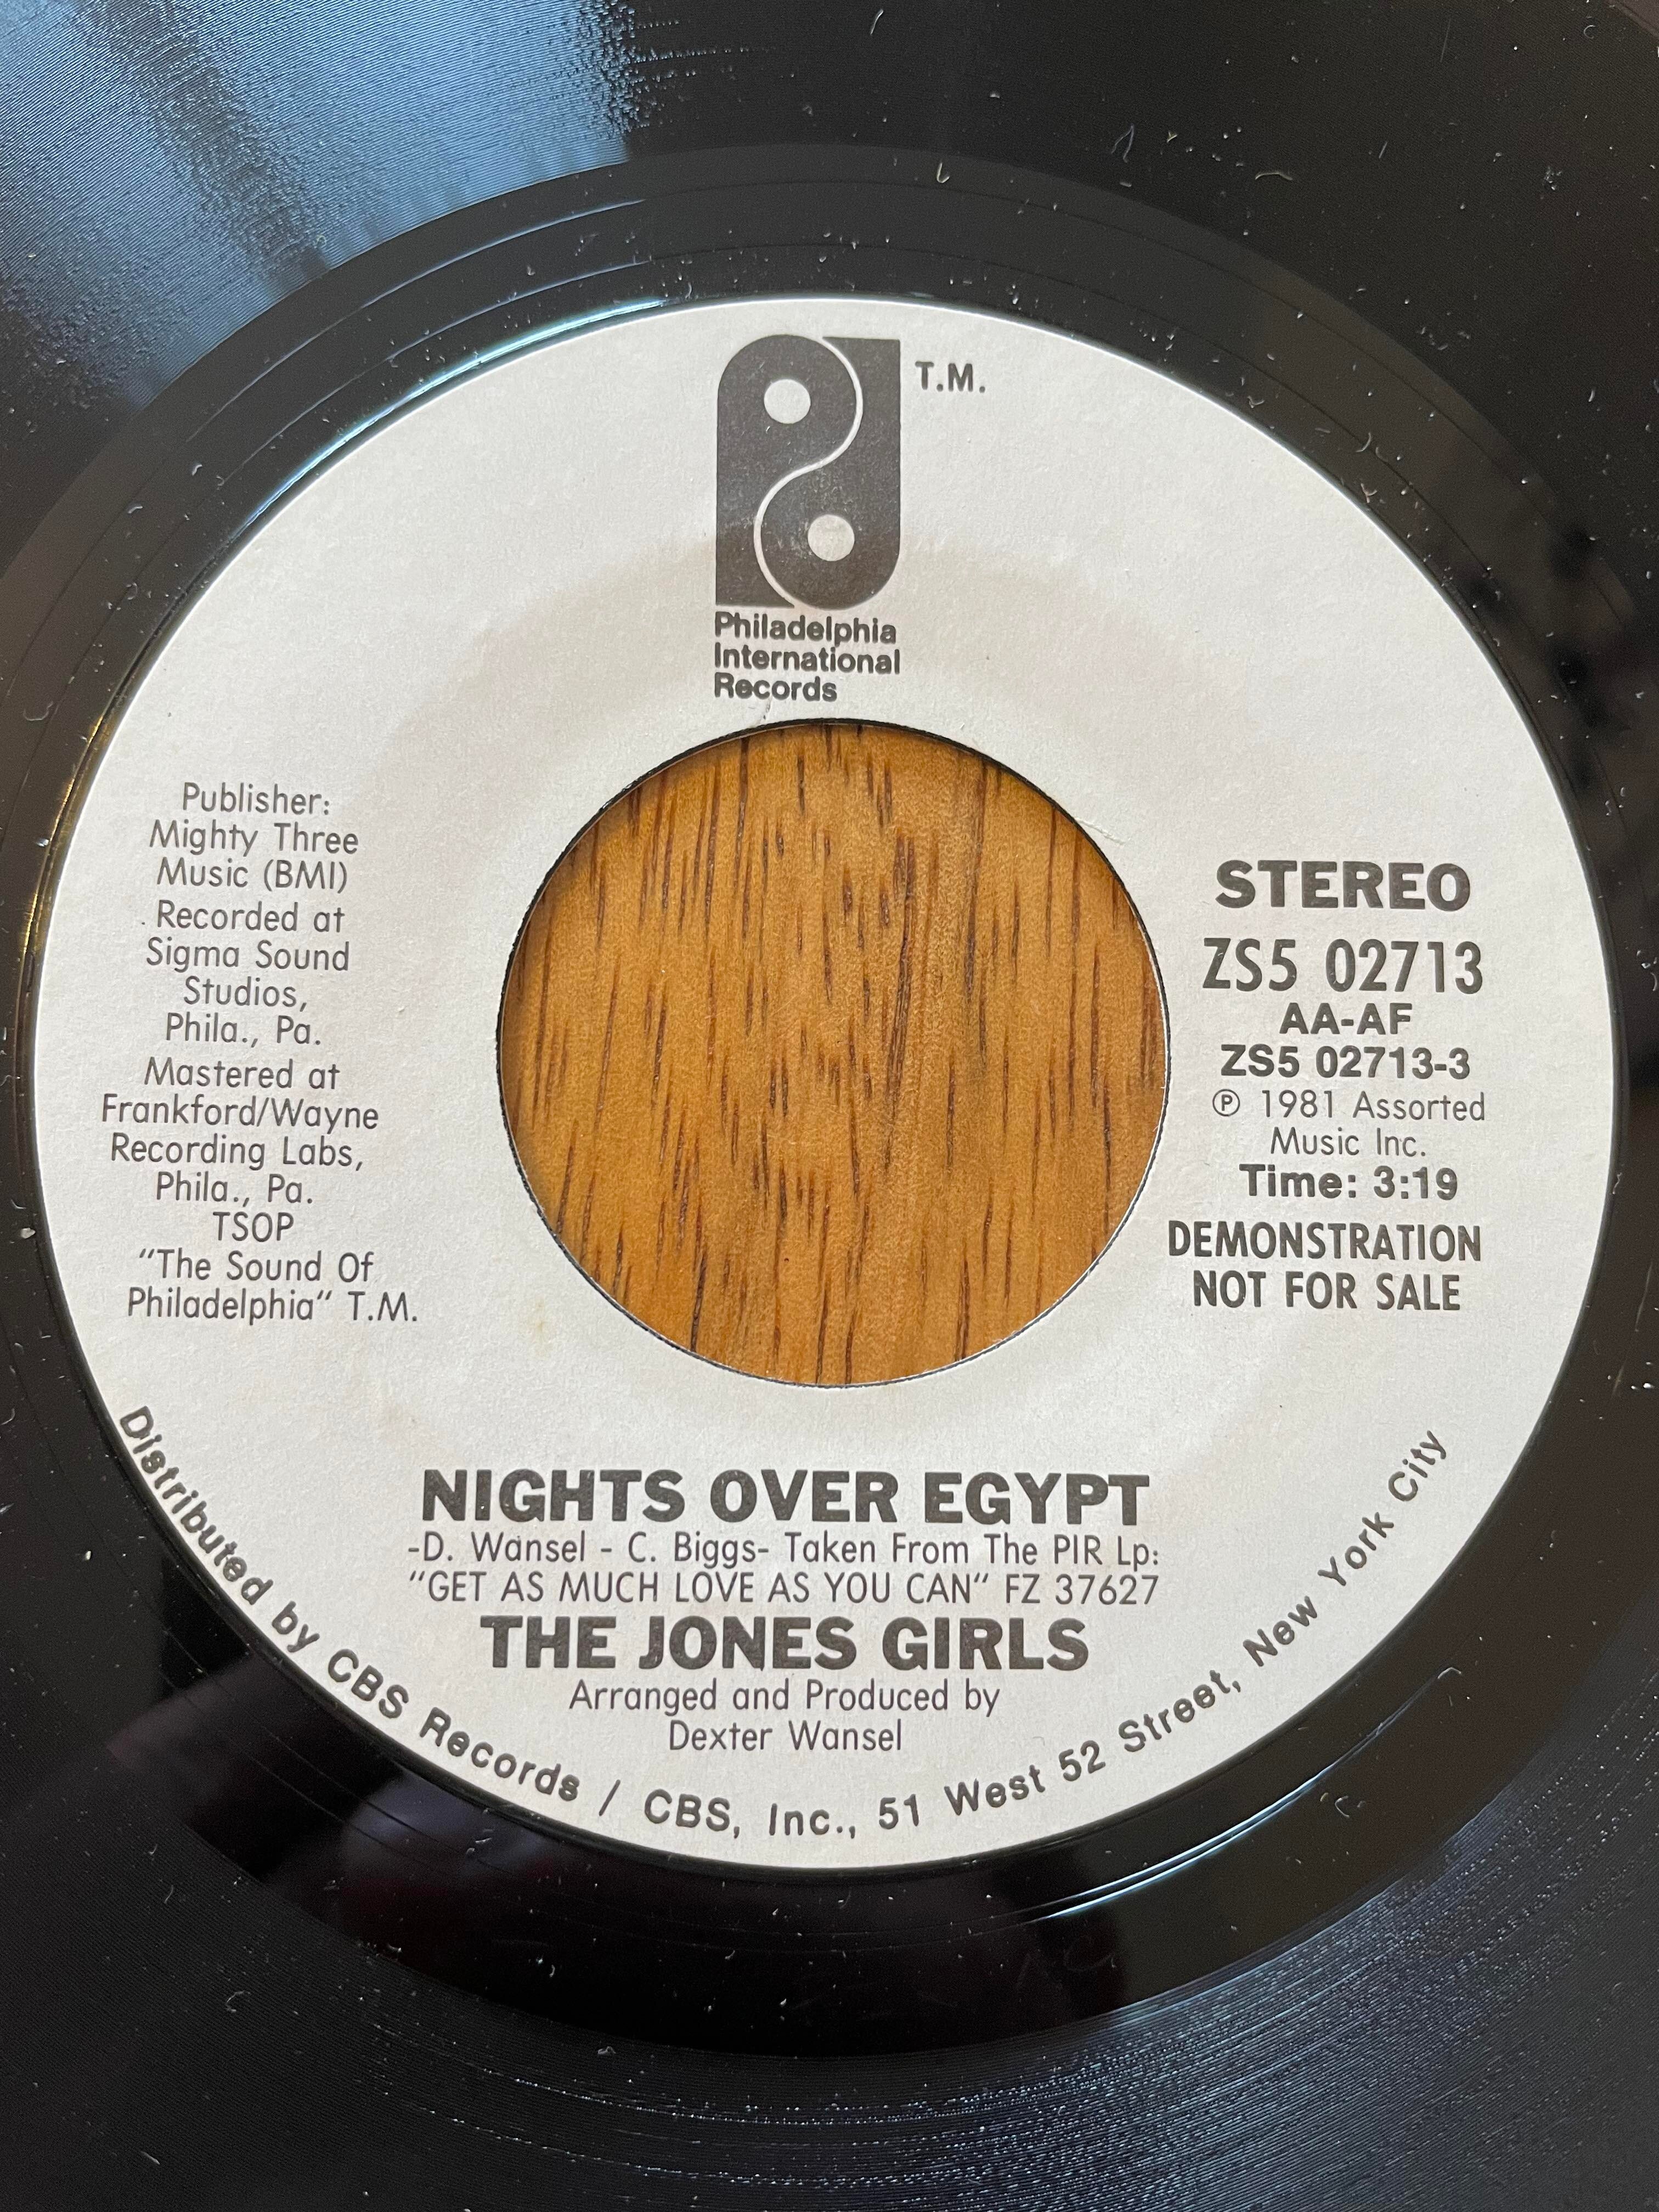 T.M.
Philadelphia
International
Records
Publisher:
Mighty Three
Music (BMI)
Recorded at
Sigma Sound
Studios,
Phila., Pa.
Mastered at
Frankford/Wayne
Recording Labs,
Phila., Pa.
TSOP
"The Sound Of
Philadelphia" T.M.
STEREO
ZS5 02713
AA-AF
ZS5 02713-3
℗ 1981 Assorted
Music Inc.
Time: 3:19
DEMONSTRATION
NOT FOR SALE
NIGHTS OVER EGYPT
-D. Wansel - C. Biggs- Taken From The PIR Lp:
"GET AS MUCH LOVE AS YOU CAN" FZ 37627
THE JONES GIRLS
Arranged and Produced by
Dexter Wansel
Distributed by CBS Records / CBS, Inc., 51 West 52 Street, New York City